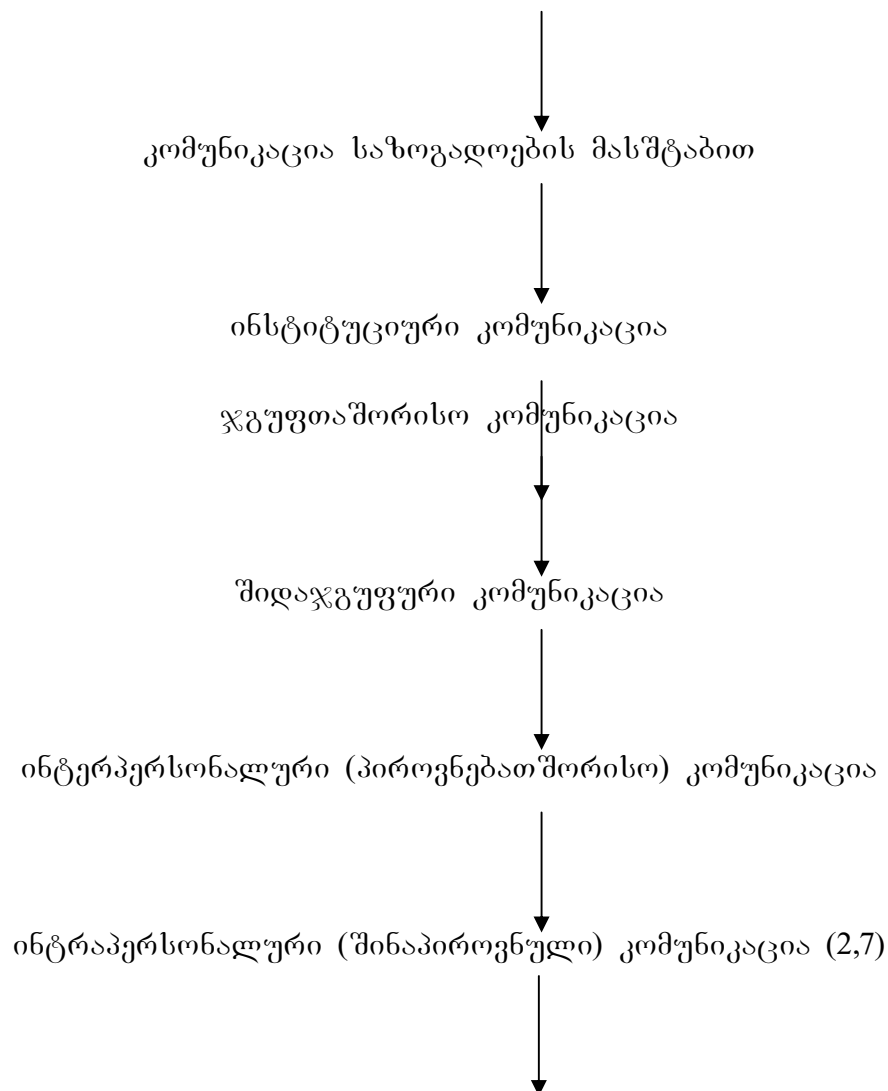 კომუნიკაცია საზოგადოების მასშტაბით
ინსტიტუციური კომუნიკაცია
ჯგუფთაშორისო კომუნიკაცია
შიდაჯგუფური კომუნიკაცია
ინტერპერსონალური (პიროვნებათშორისო) კომუნიკაცია
ინტრაპერსონალური (შინაპიროვნული) კომუნიკაცია (2,7)